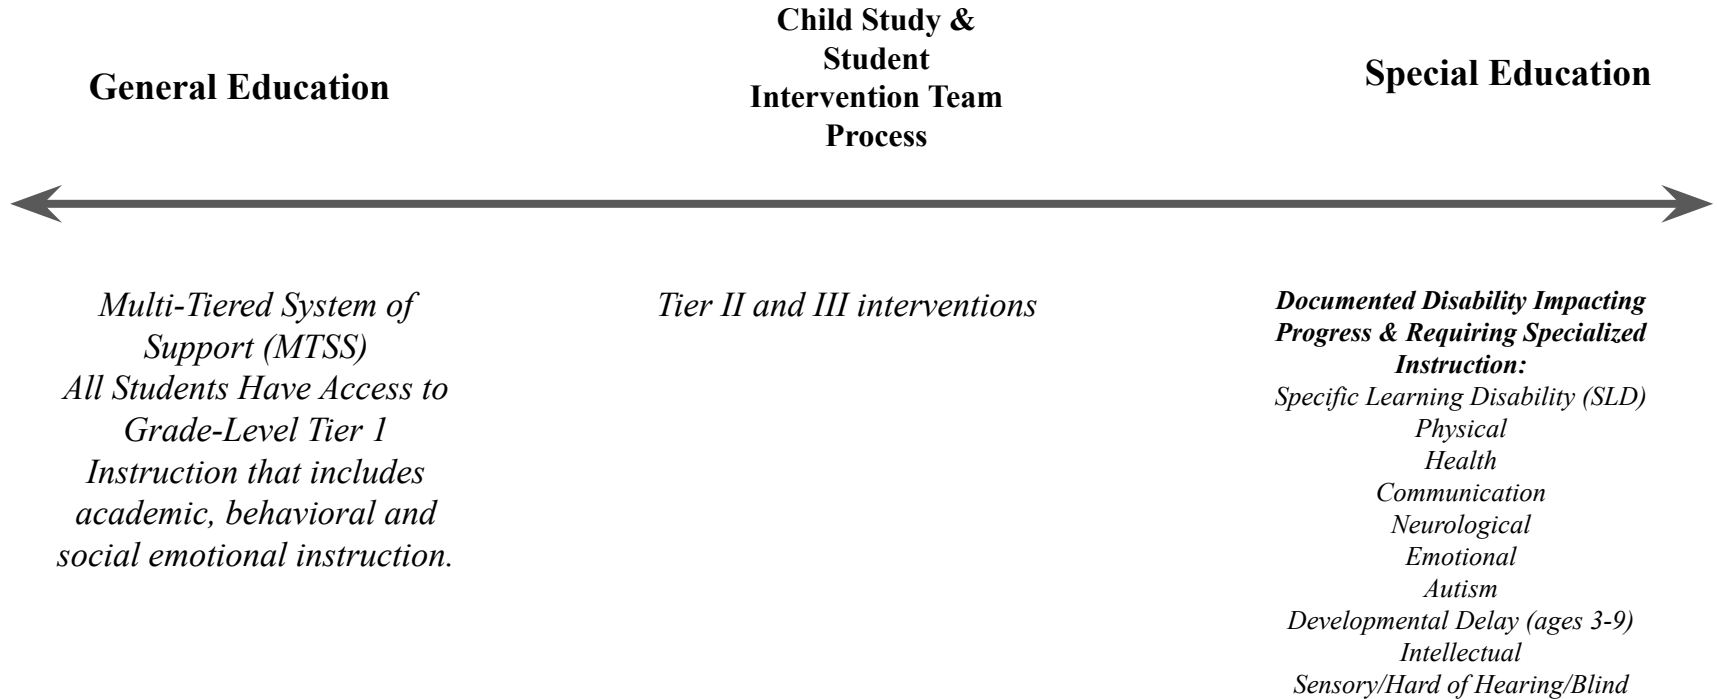 General Education
Child Study &
Student
Intervention Team
Process
Special Education
Multi-Tiered System of
Support (MTSS)
All Students Have Access to
Grade-Level Tier 1
Instruction that includes
academic, behavioral and
social emotional instruction.
Tier II and III interventions
Documented Disability Impacting
Progress & Requiring Specialized
Instruction:
Specific Learning Disability (SLD)
Physical
Health
Communication
Neurological
Emotional
Autism
Developmental Delay (ages 3-9)
Intellectual
Sensory/Hard of Hearing/Blind